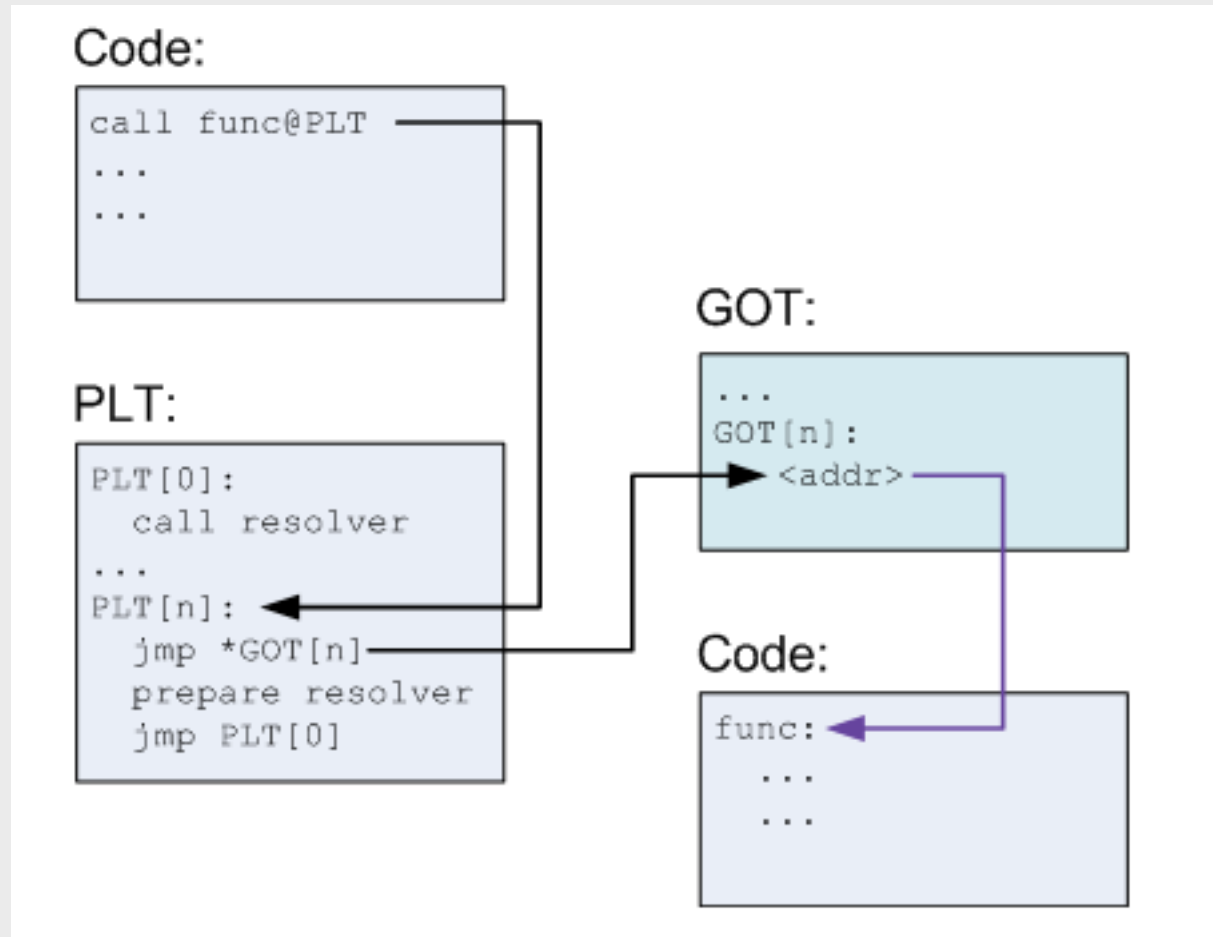 Code:
call func@PLT
...
...
PLT:
PLT[0]:
call resolver
...
PLT[n]:
jmp *GOT[n]
prepare resolver
jmp PLT[0]
GOT:
...
GOT[n]:
<addr>
Code:
func:
...
...